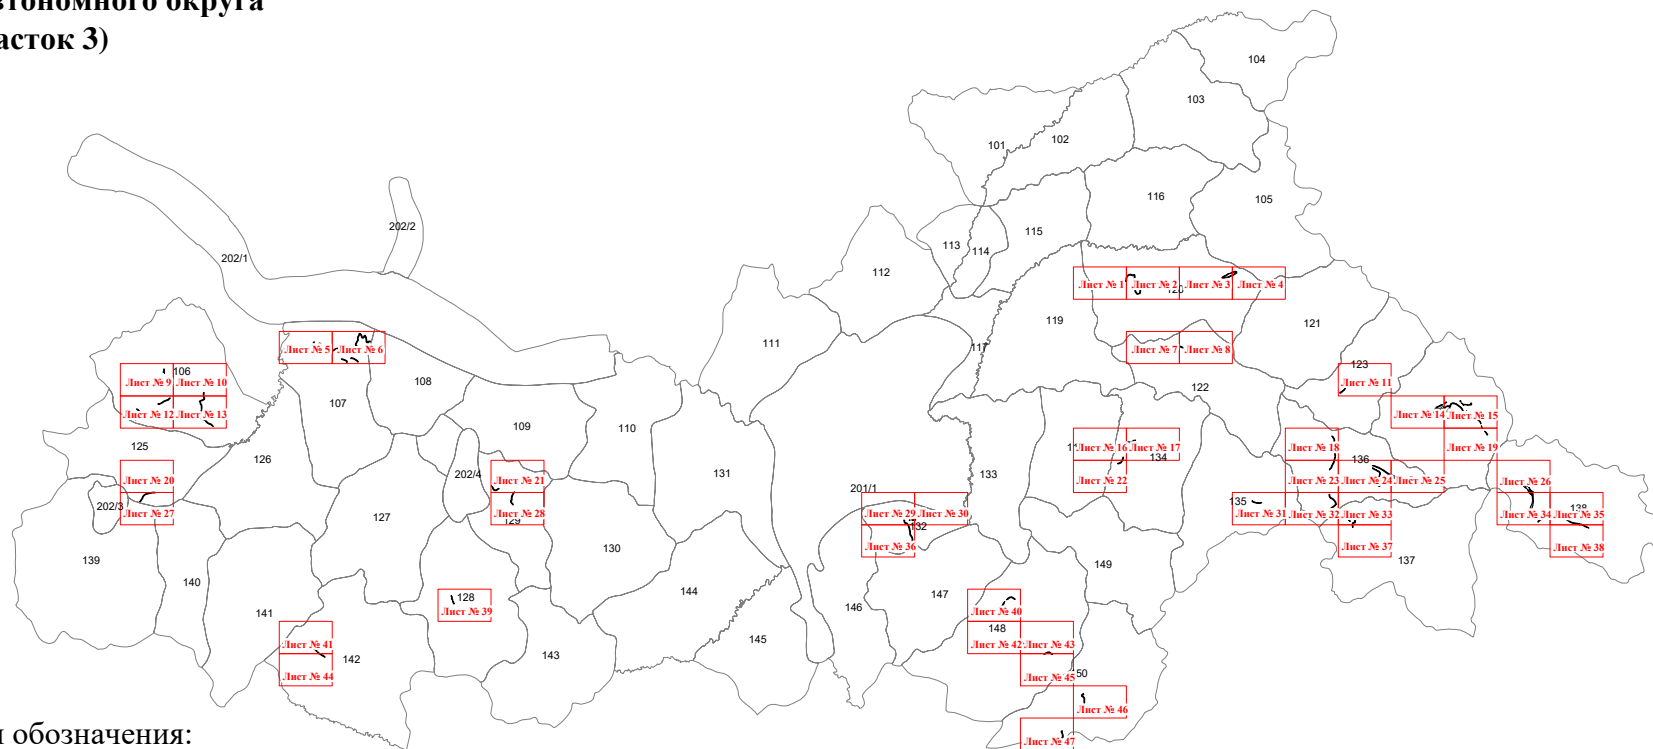 втономного округа
асток 3)
104
103
101
102
116
105
115
113
114
202/2
202/1
112
Лист № 1
Лист № 2
Лист № 3
Лист № 4
119
121
111
117
Лист № 5
Лист № 6
Лист № 7
Лист № 8
123
106
Лист № 9
Лист № 10
108
122
Лист № 11
107
Лист № 12
Лист № 13
109
110
Лист № 14
Лист № 15
125
126
Лист № 16
Лист № 17
134
Лист № 18
136
Лист № 19
131
133
202/4
Лист № 20
Лист № 21
Лист № 22
Лист № 23
Лист № 24
Лист № 25
Лист № 26
201/1
202/3
Лист № 27
127
Лист № 28
129
Лист № 29
Лист № 30
132
135
Лист № 31
Лист № 32
Лист № 33
Лист № 34
138
Лист № 35
139
130
Лист № 36
Лист № 37
137
Лист № 38
140
149
144
147
141
128
Лист № 39
146
Лист № 40
145
148
Лист № 41
142
143
Лист № 42
Лист № 43
Лист № 44
Лист № 45
50
Лист № 46
Лист № 47
обозначения: